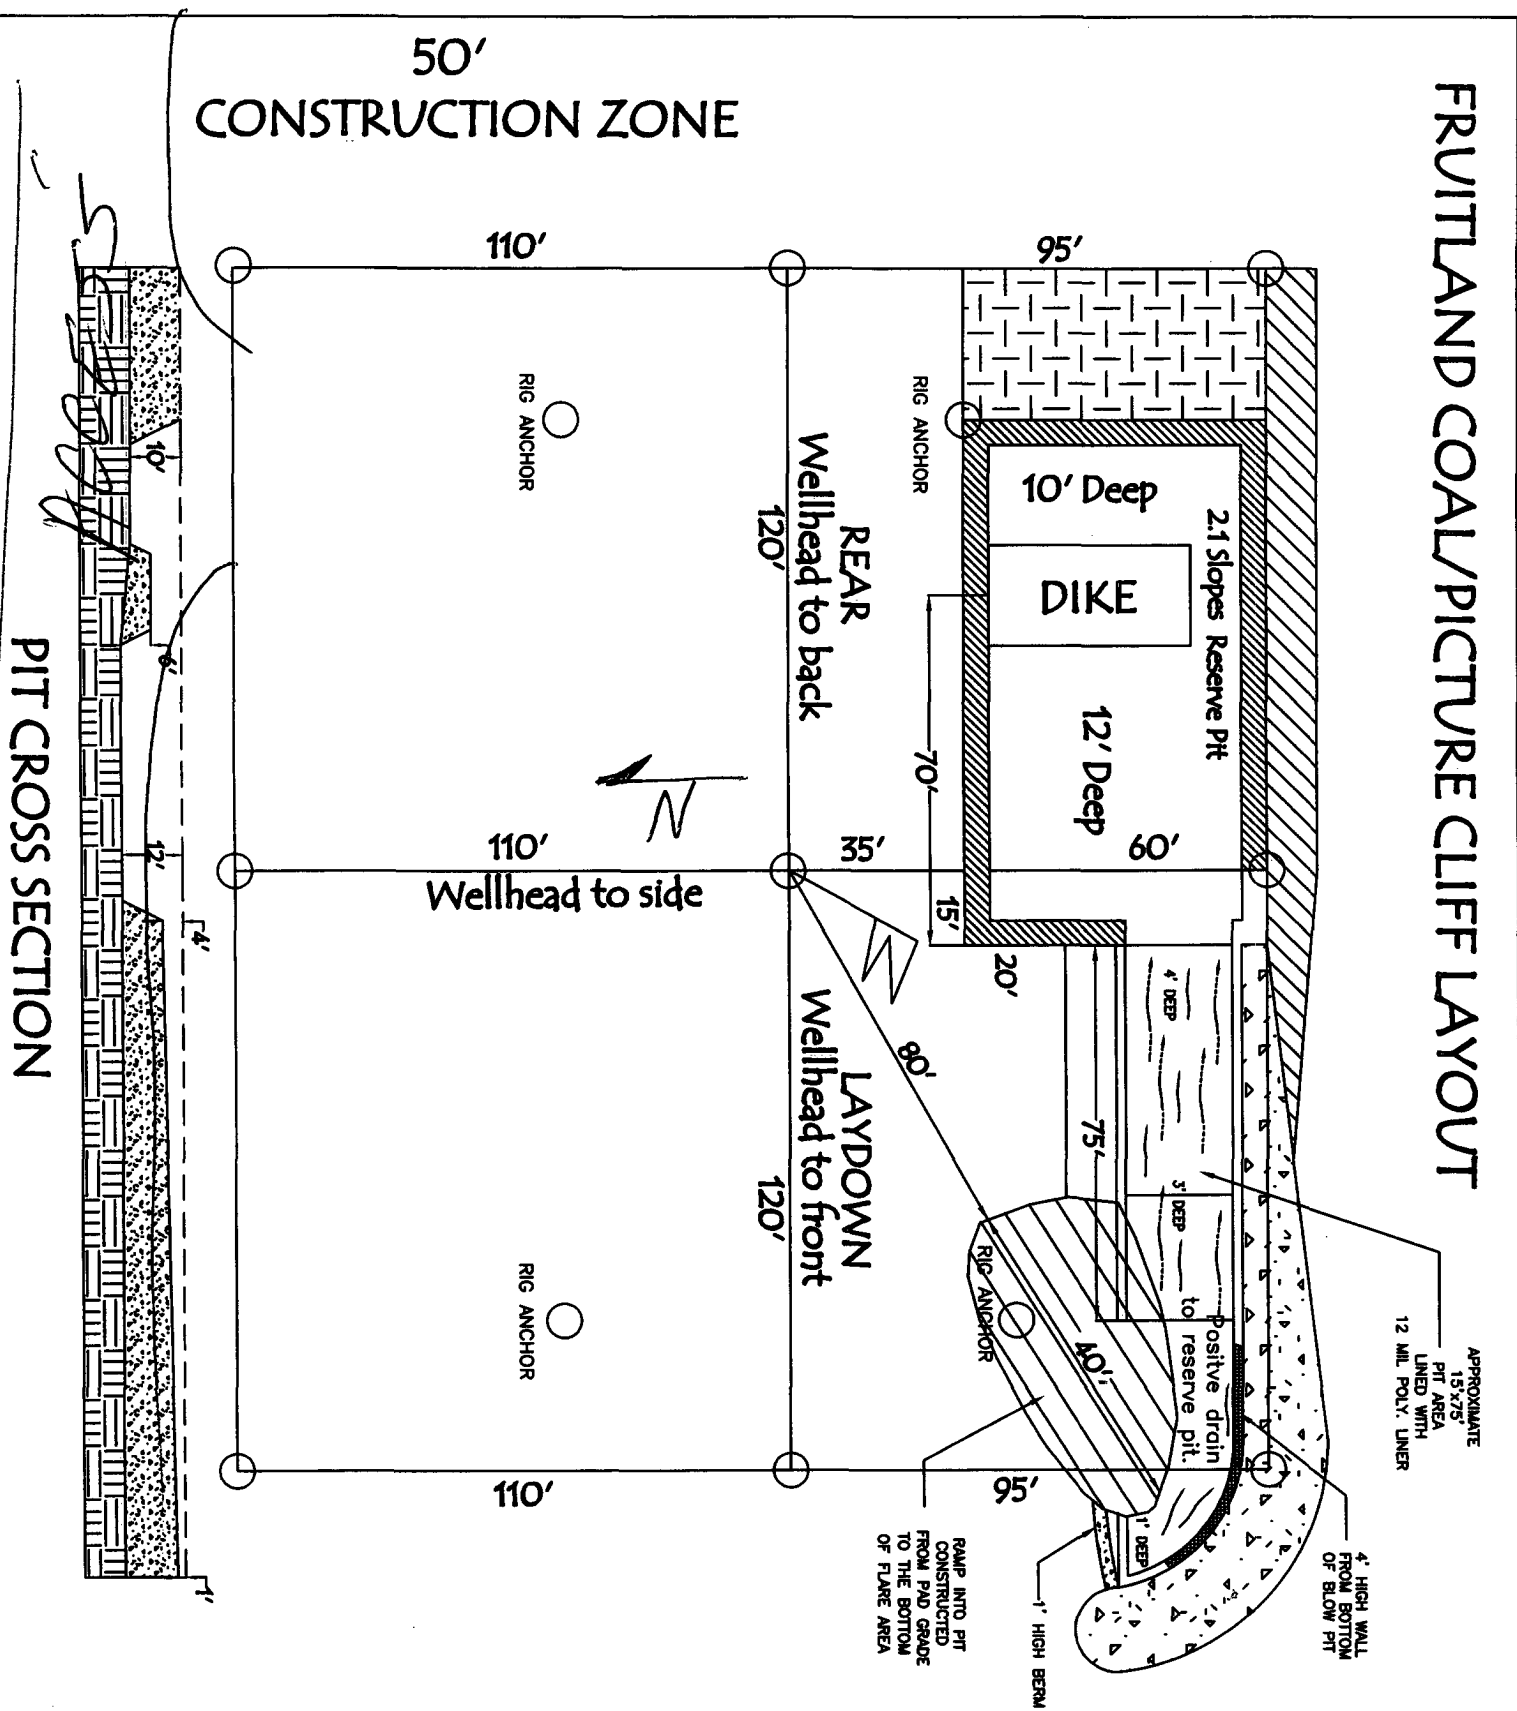 FRUITLAND COAL/PICTURE CLIFF LAYOUT
50'
CONSTRUCTION ZONE
APPROXIMATE
15'x75'
PIT AREA
LINED WITH
12 MIL POLY. LINER
4' HIGH WALL
FROM BOTTOM
OF BLOW PIT
2.1 Slopes Reserve Pit
10' Deep
DIKE
12' Deep
60'
4' DEEP
3' DEEP
Positve drain
to reserve pit.
1' DEEP
1' HIGH BERM
95'
RIG ANCHOR
70'
15'
35'
20'
75'
80'
40'
RIG ANCHOR
95'
RAMP INTO PIT
CONSTRUCTED
FROM PAD GRADE
TO THE BOTTOM
OF FLARE AREA
REAR
Wellhead to back
120'
LAYDOWN
Wellhead to front
120'
N
110'
RIG ANCHOR
110'
Wellhead to side
RIG ANCHOR
110'
10'
6'
12'
4'
1'
PIT CROSS SECTION